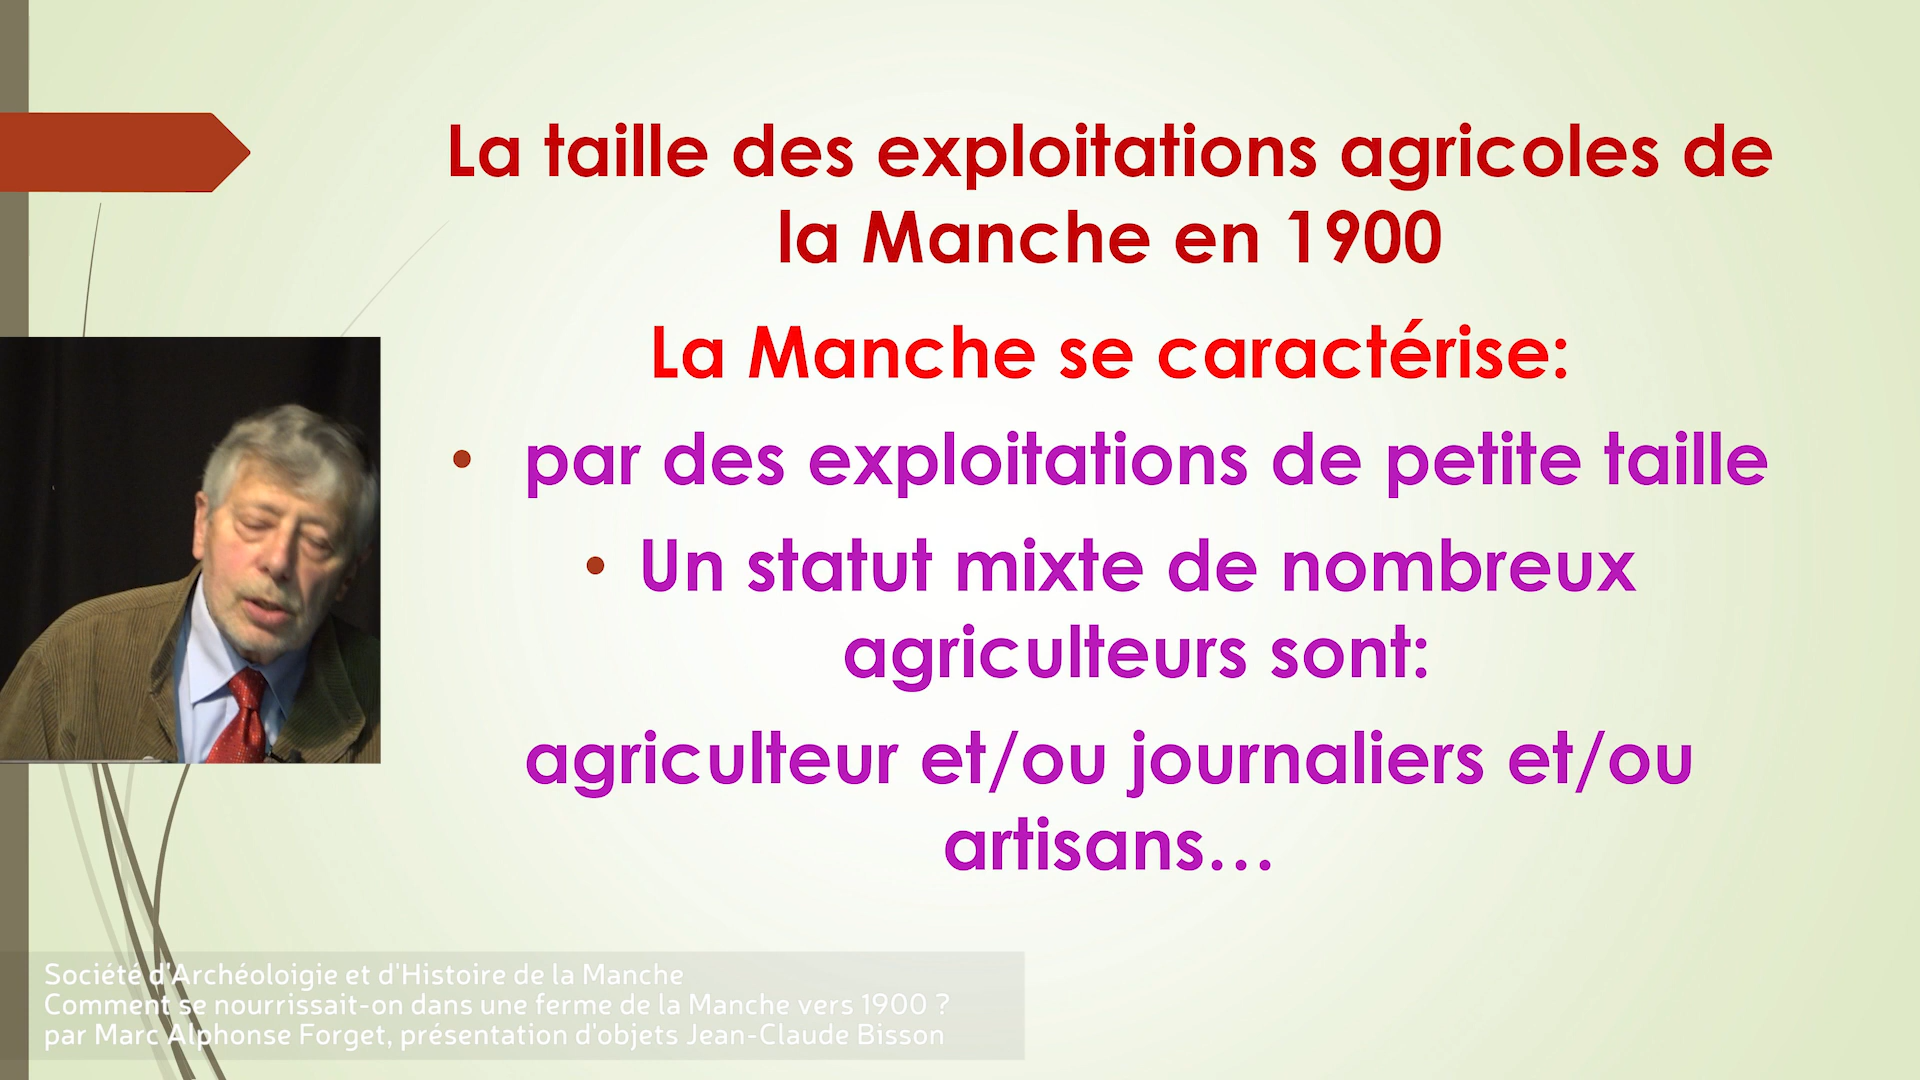 La taille des exploitations agricoles de
la Manche en 1900
La Manche se caractérise:
• par des exploitations de petite taille
• Un statut mixte de nombreux
agriculteurs sont:
agriculteur et/ou journaliers et/ou
artisans...
Société d'Archéoloigie et d'Histoire de la Manche
Comment se nourrissait-on dans une ferme de la Manche vers 1900 ?
par Marc Alphonse Forget, présentation d'objets Jean-Claude Bisson